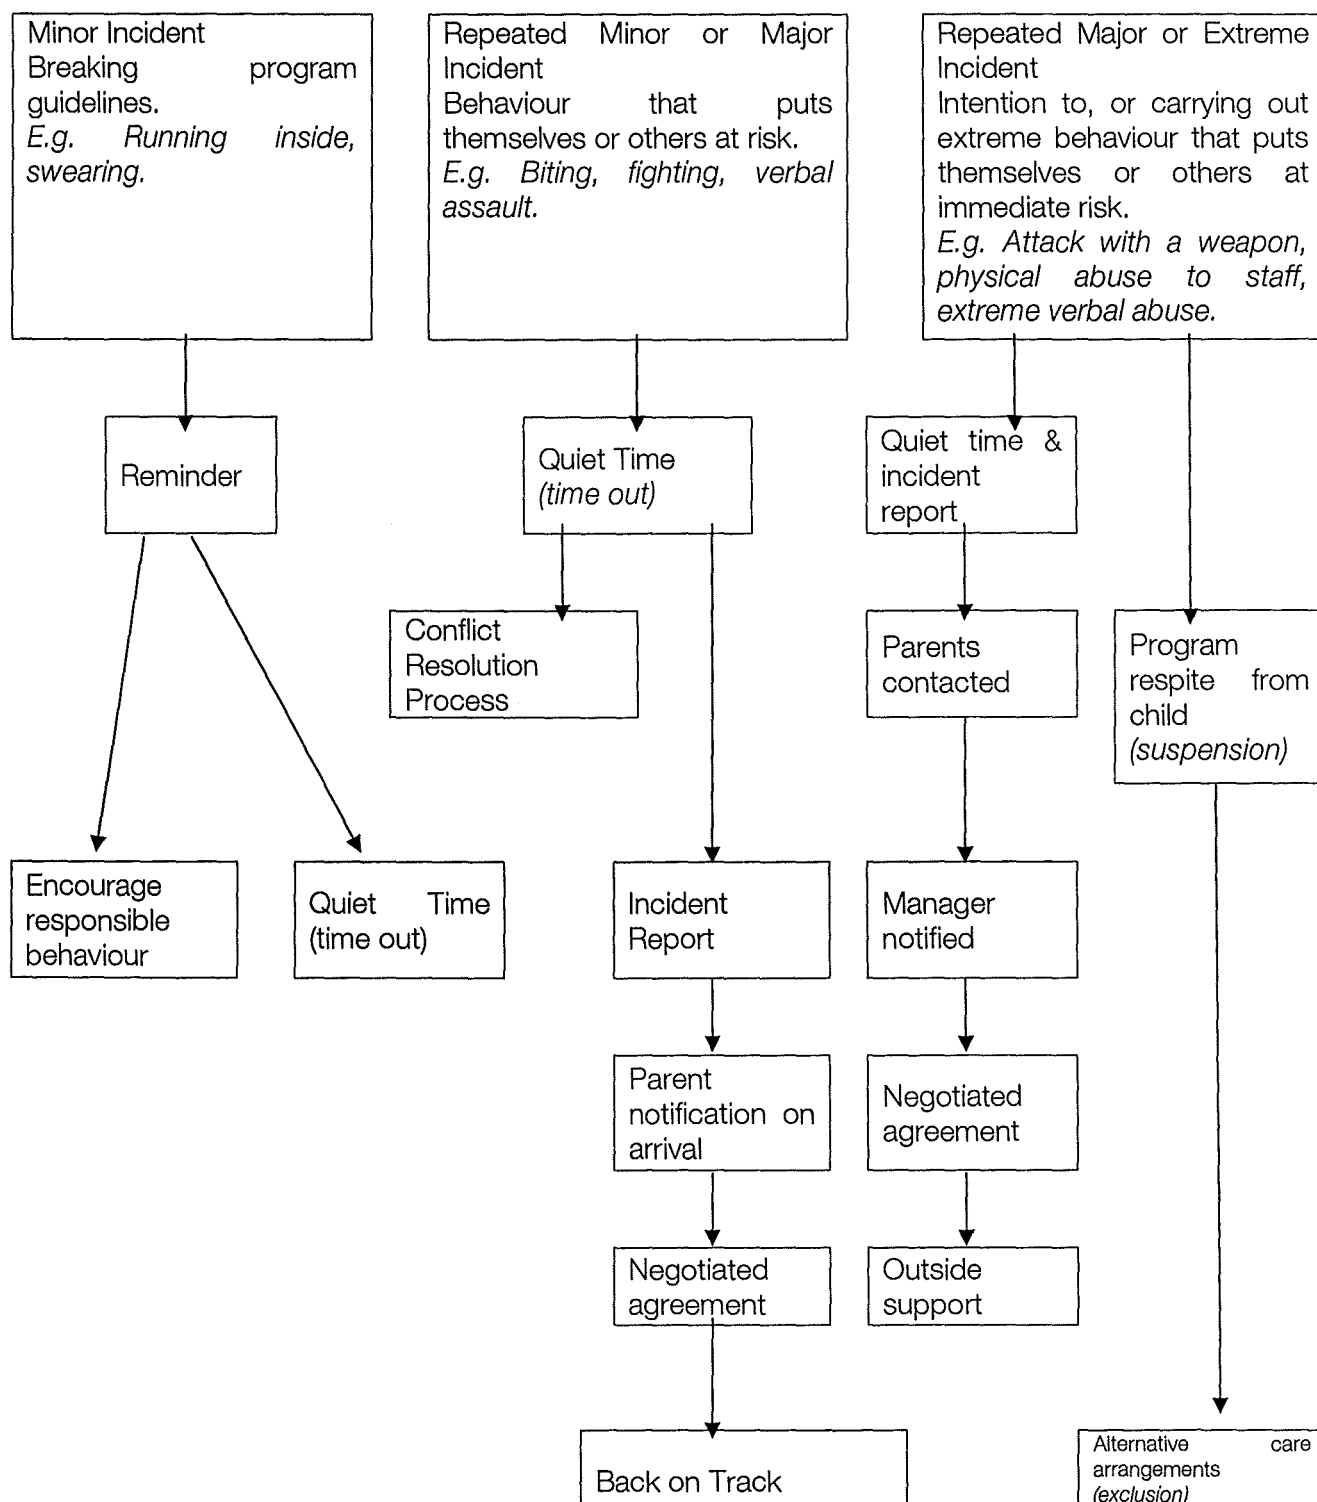 Minor Incident
Breaking program
guidelines.
E.g. Running inside,
swearing.
Repeated Minor or Major
Incident
Behaviour that puts
themselves or others at risk.
E.g. Biting, fighting, verbal
assault.
Repeated Major or Extreme
Incident
Intention to, or carrying out
extreme behaviour that puts
themselves or others at
immediate risk.
E.g. Attack with a weapon,
physical abuse to staff,
extreme verbal abuse.
Reminder
Quiet Time
(time out)
Quiet time &
incident
report
Conflict
Resolution
Process
Parents
contacted
Program
respite from
child
(suspension)
Encourage
responsible
behaviour
Quiet Time
(time out)
Incident
Report
Manager
notified
Parent
notification on
arrival
Negotiated
agreement
Negotiated
agreement
Outside
support
Back on Track
Alternative care
arrangements
(exclusion)